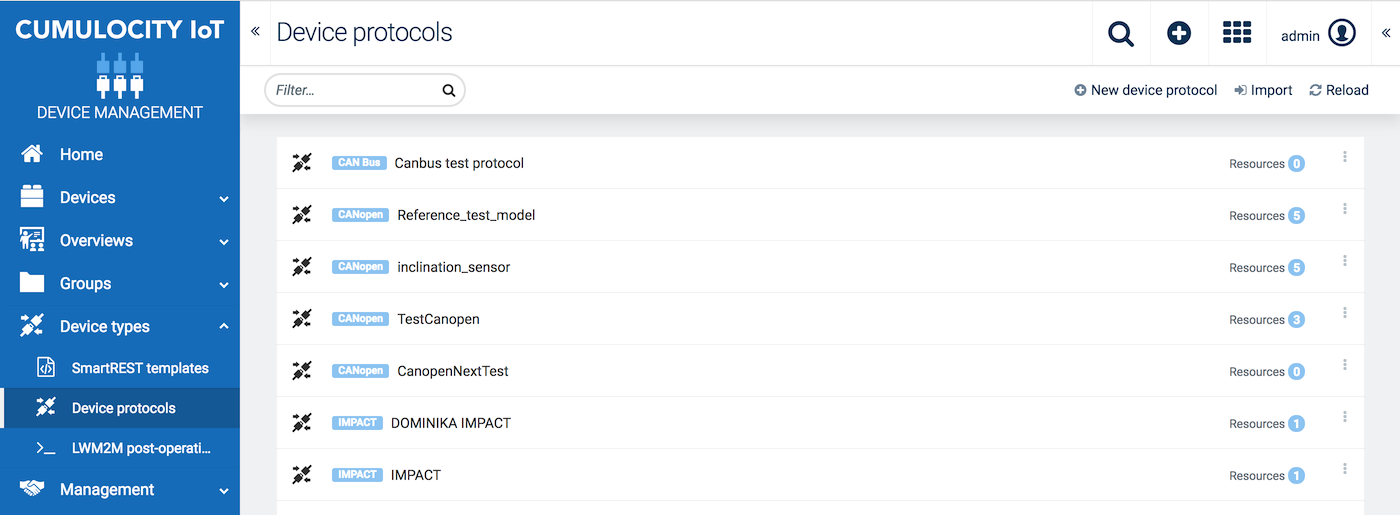 CUMULOCITY IoT
DEVICE MANAGEMENT
Home
Devices
Overviews
Groups
Device types
SmartREST templates
Device protocols
LWM2M post-operati...
Management
Device protocols
admin
Filter...
New device protocol
Import
Reload
CAN Bus Canbus test protocol Resources 0
CANopen Reference_test_model Resources 5
CANopen inclination_sensor Resources 5
CANopen TestCanopen Resources 3
CANopen CanopenNextTest Resources 0
IMPACT DOMINIKA IMPACT Resources 1
IMPACT IMPACT Resources 1